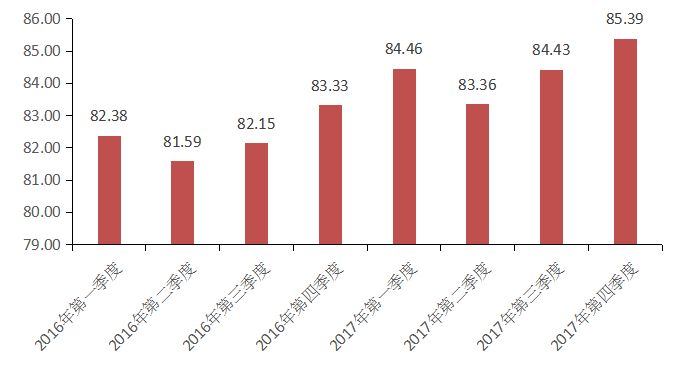 86.00
85.00
84.00
83.00
82.00
81.00
80.00
79.00
82.38
81.59
82.15
83.33
84.46
83.36
84.43
85.39
2016年第一季度
2016年第二季度
2016年第三季度
2016年第四季度
2017年第一季度
2017年第二季度
2017年第三季度
2017年第四季度